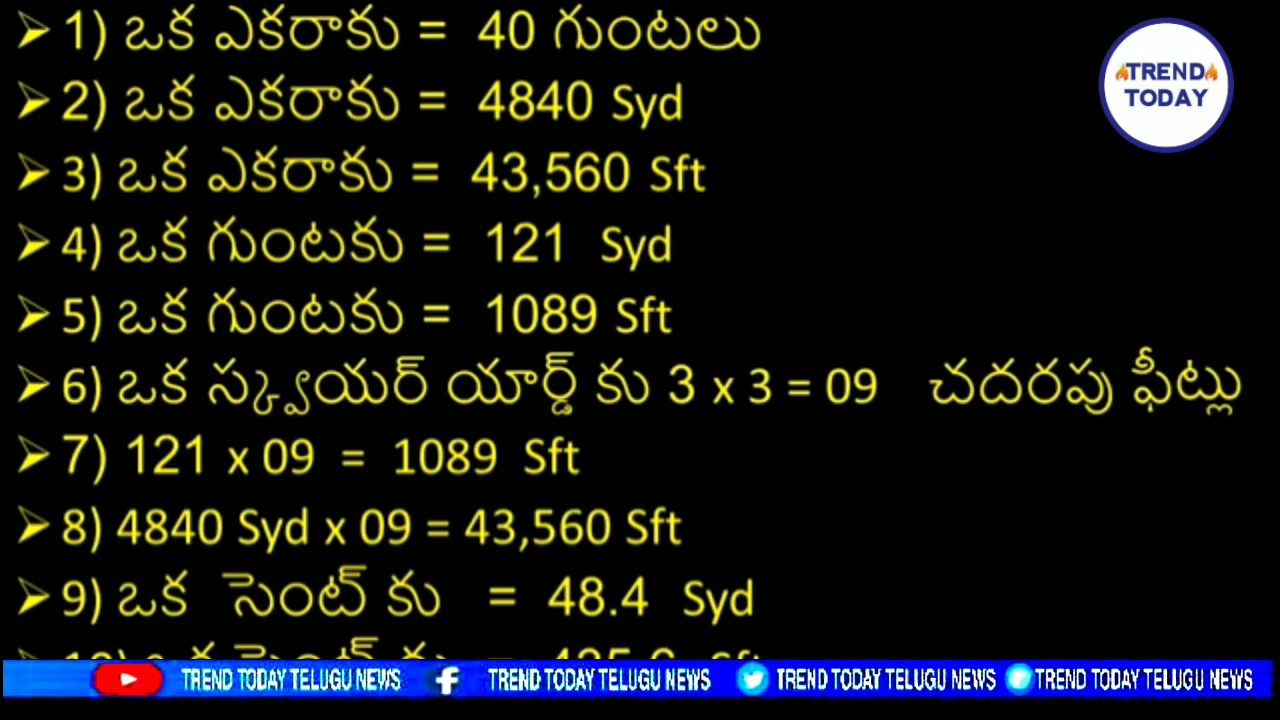 ➢1) ఒక ఎకరాకు = 40 గుంటలు
➢2) ఒక ఎకరాకు = 4840 Syd
➢3) ఒక ఎకరాకు = 43,560 Sft
➢4) ఒక గుంటకు = 121 Syd
➢5) ఒక గుంటకు = 1089 Sft
➢6) ఒక స్క్వయర్ యార్డ్ కు 3 x 3 = 09 చదరపు ఫీట్లు
➢7) 121 x 09 = 1089 Sft
➢8) 4840 Syd x 09 = 43,560 Sft
➢9) ఒక సెంట్ కు = 48.4 Syd
TREND
TODAY
TREND TODAY TELUGU NEWS TREND TODAY TELUGU NEWS TREND TODAY TELUGU NEWS TREND TODAY TELUGU NEWS